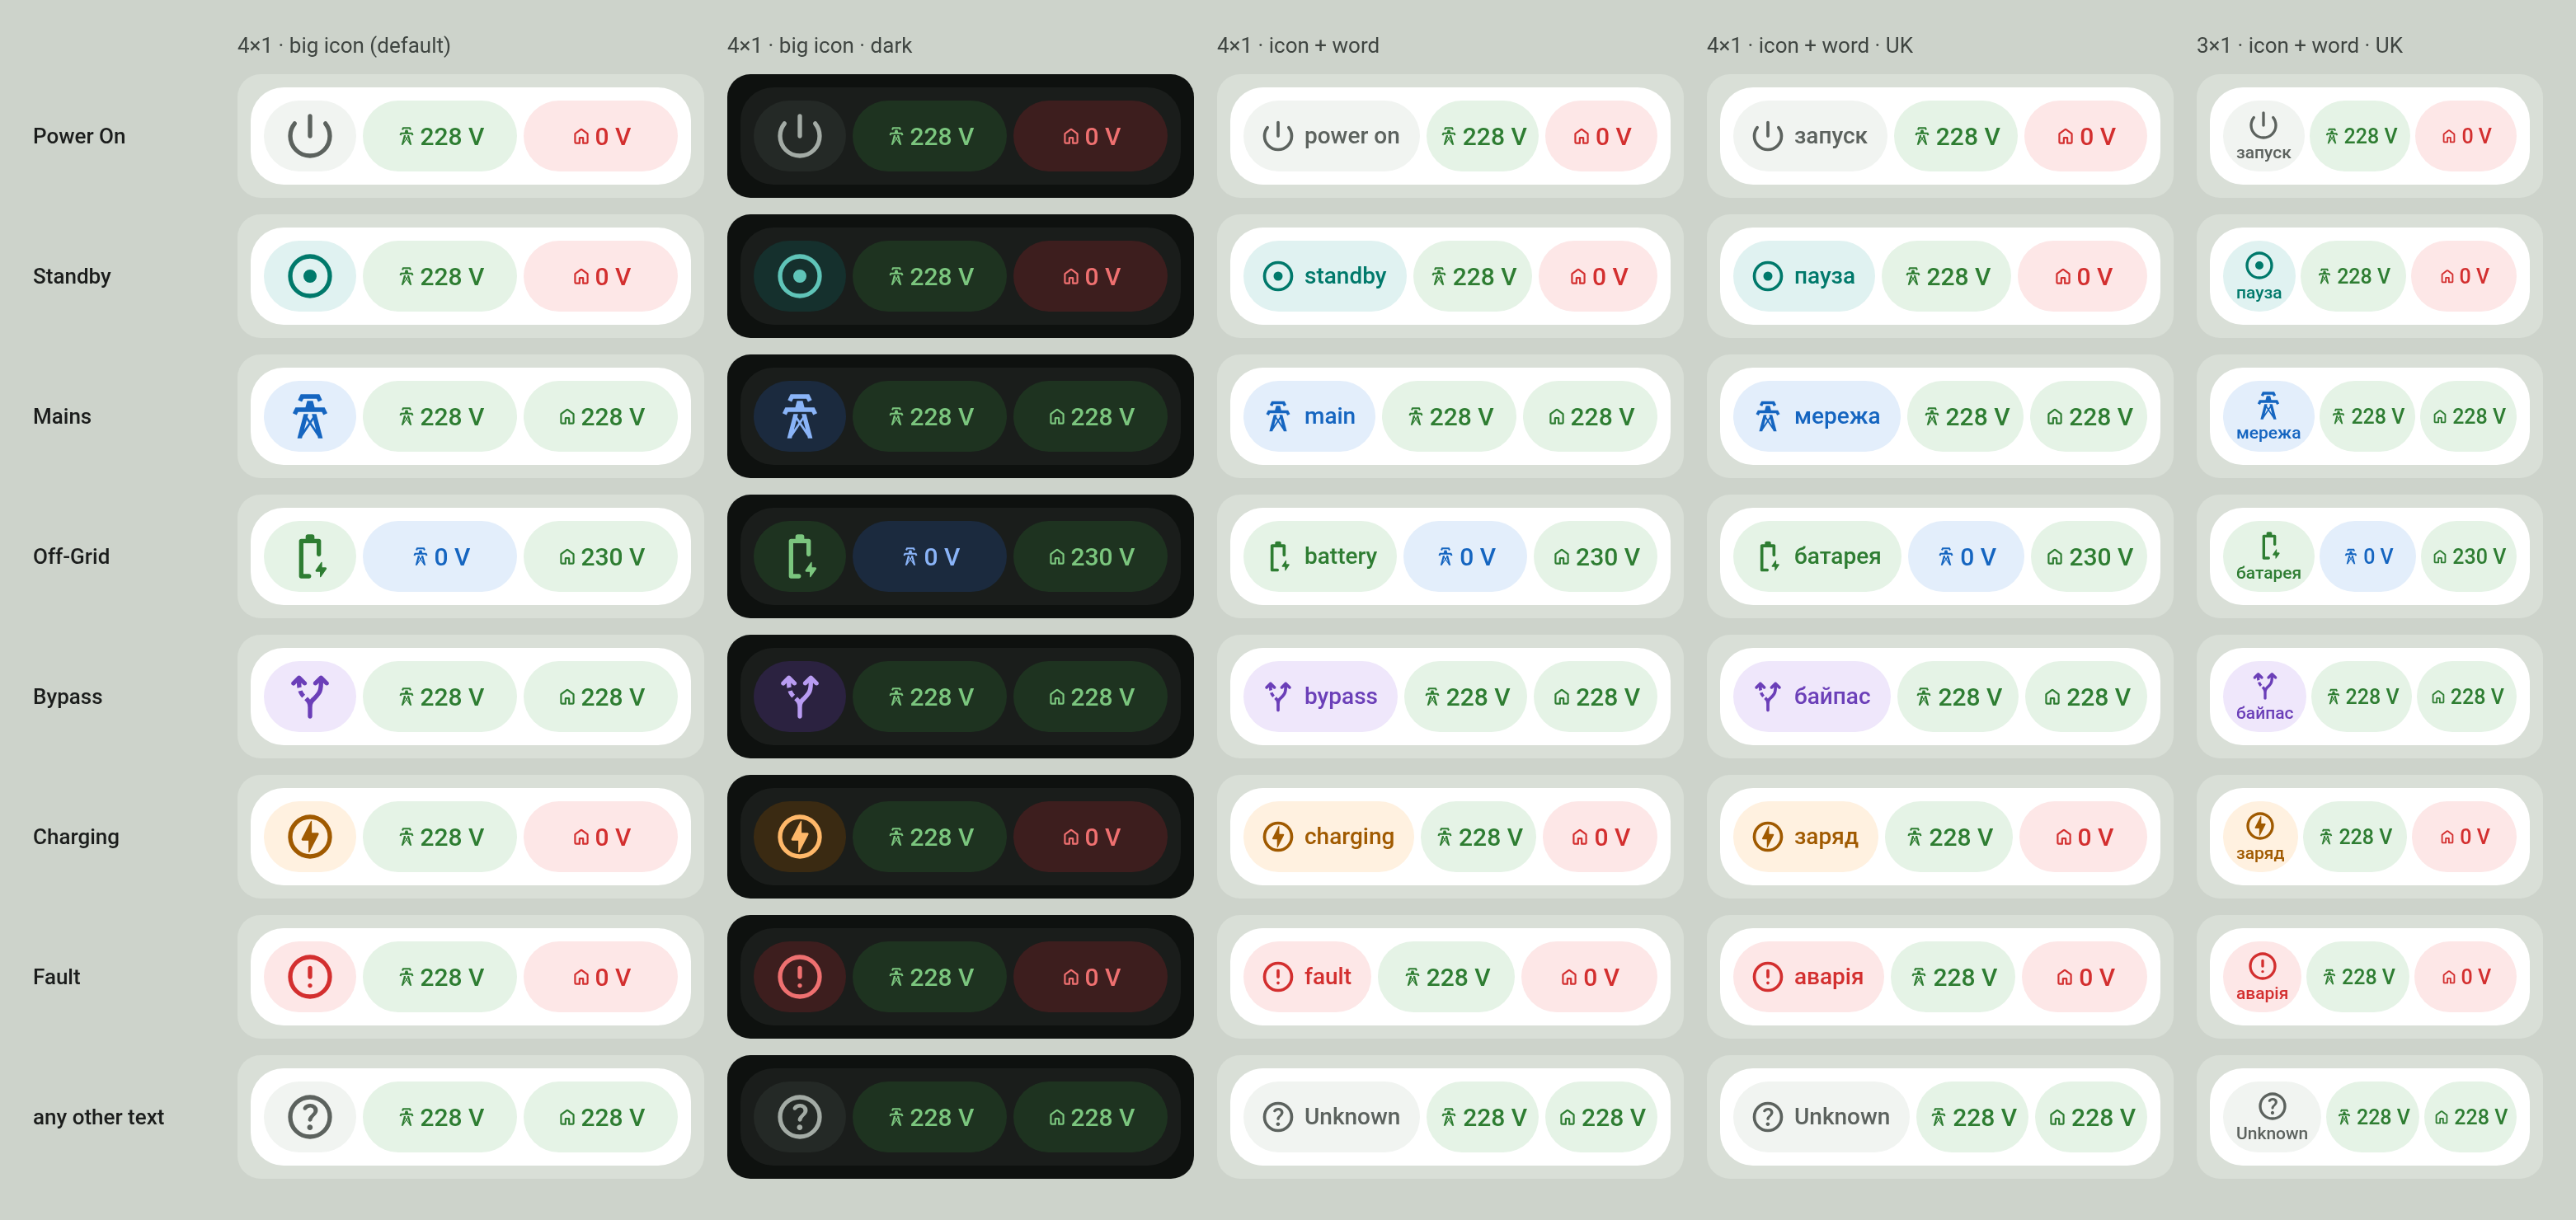 4×1 · big icon (default) 4×1 · big icon · dark 4×1 · icon + word 4×1 · icon + word · UK 3×1 · icon + word · UK
Power On 228 V 0 V 228 V 0 V power on 228 V 0 V запуск 228 V 0 V запуск 228 V 0 V
Standby 228 V 0 V 228 V 0 V standby 228 V 0 V пауза 228 V 0 V пауза 228 V 0 V
Mains 228 V 228 V 228 V 228 V main 228 V 228 V мережа 228 V 228 V мережа 228 V 228 V
Off-Grid 0 V 230 V 0 V 230 V battery 0 V 230 V батарея 0 V 230 V батарея 0 V 230 V
Bypass 228 V 228 V 228 V 228 V bypass 228 V 228 V байпас 228 V 228 V байпас 228 V 228 V
Charging 228 V 0 V 228 V 0 V charging 228 V 0 V заряд 228 V 0 V заряд 228 V 0 V
Fault 228 V 0 V 228 V 0 V fault 228 V 0 V аварія 228 V 0 V аварія 228 V 0 V
any other text 228 V 228 V 228 V 228 V Unknown 228 V 228 V Unknown 228 V 228 V Unknown 228 V 228 V